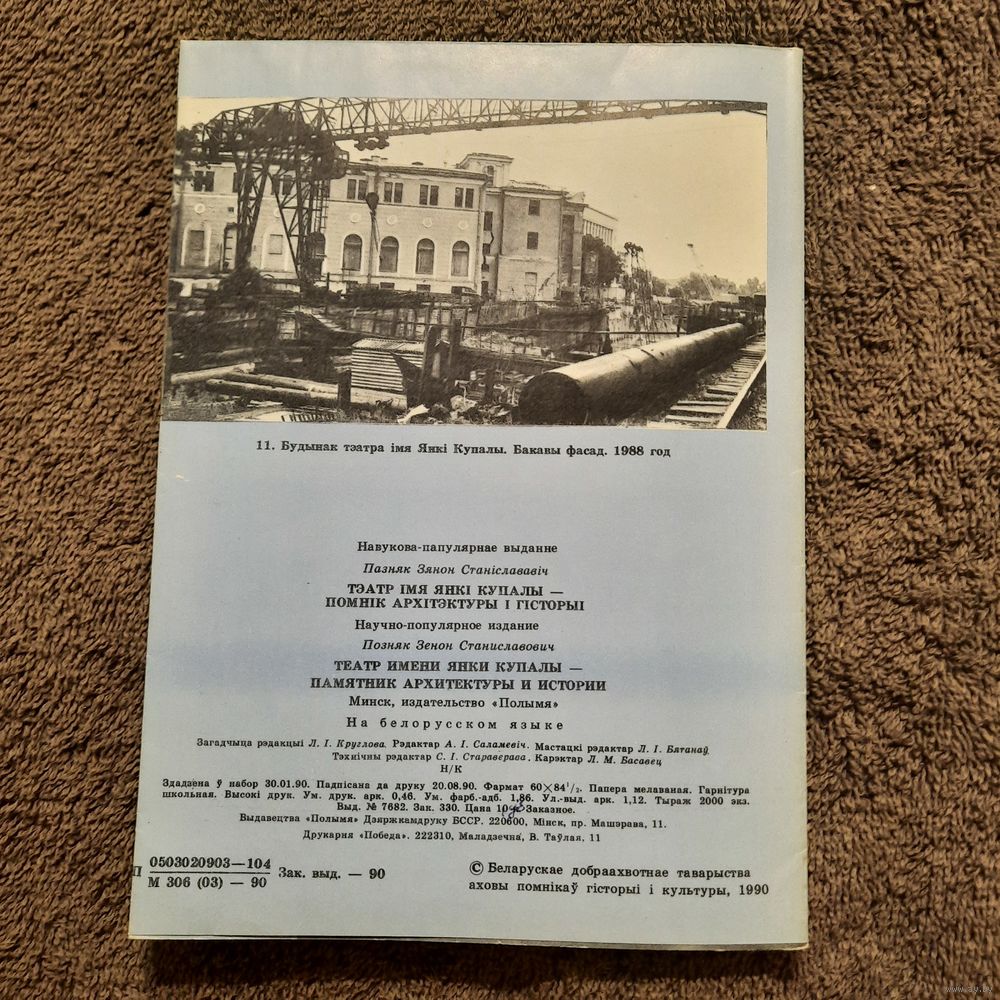 11. Будынак тэатра імя Янкі Купалы. Бакавы фасад. 1988 год
Навукова-папулярнае выданне
Пазняк Зянон Станіслававіч
ТЭАТР ІМЯ ЯНКІ КУПАЛЫ —
ПОМНІК АРХІТЭКТУРЫ І ГІСТОРЫІ
Научно-популярное издание
Позняк Зенон Станиславович
ТЕАТР ИМЕНИ ЯНКИ КУПАЛЫ —
ПАМЯТНИК АРХИТЕКТУРЫ И ИСТОРИИ
Минск, издательство «Полымя»
На белорусском языке
Загадчыца рэдакцыі Л. І. Круглова. Рэдактар А. І. Саламевіч. Мастацкі рэдактар Л. І. Бятанаў
Тэхнічны рэдактар С. І. Стараверава. Карэктар Л. М. Басавец
Н/К
Здадзена ў набор 30.01.90. Падпісана да друку 20.08.90. Фармат 60×84¹/₂. Папера мелаваная. Гарнітура
школьная. Высокі друк. Ум. друк. арк. 0,46. Ум. фарб.-адб. 1,86. Ул.-выд. арк. 1,12. Тыраж 2000 экз.
Выд. № 7682. Зак. 330. Цана 10 Заказное.
Выдавецтва «Полымя» Дзяржкамдруку БССР. 220600, Мінск, пр. Машэрава, 11.
Друкарня «Победа». 222310, Маладзечна, В. Таўлая, 11
П 0503020903—104
М 306 (03) — 90
Зак. выд. — 90
© Беларускае добраахвотнае таварыства
аховы помнікаў гісторыі і культуры, 1990